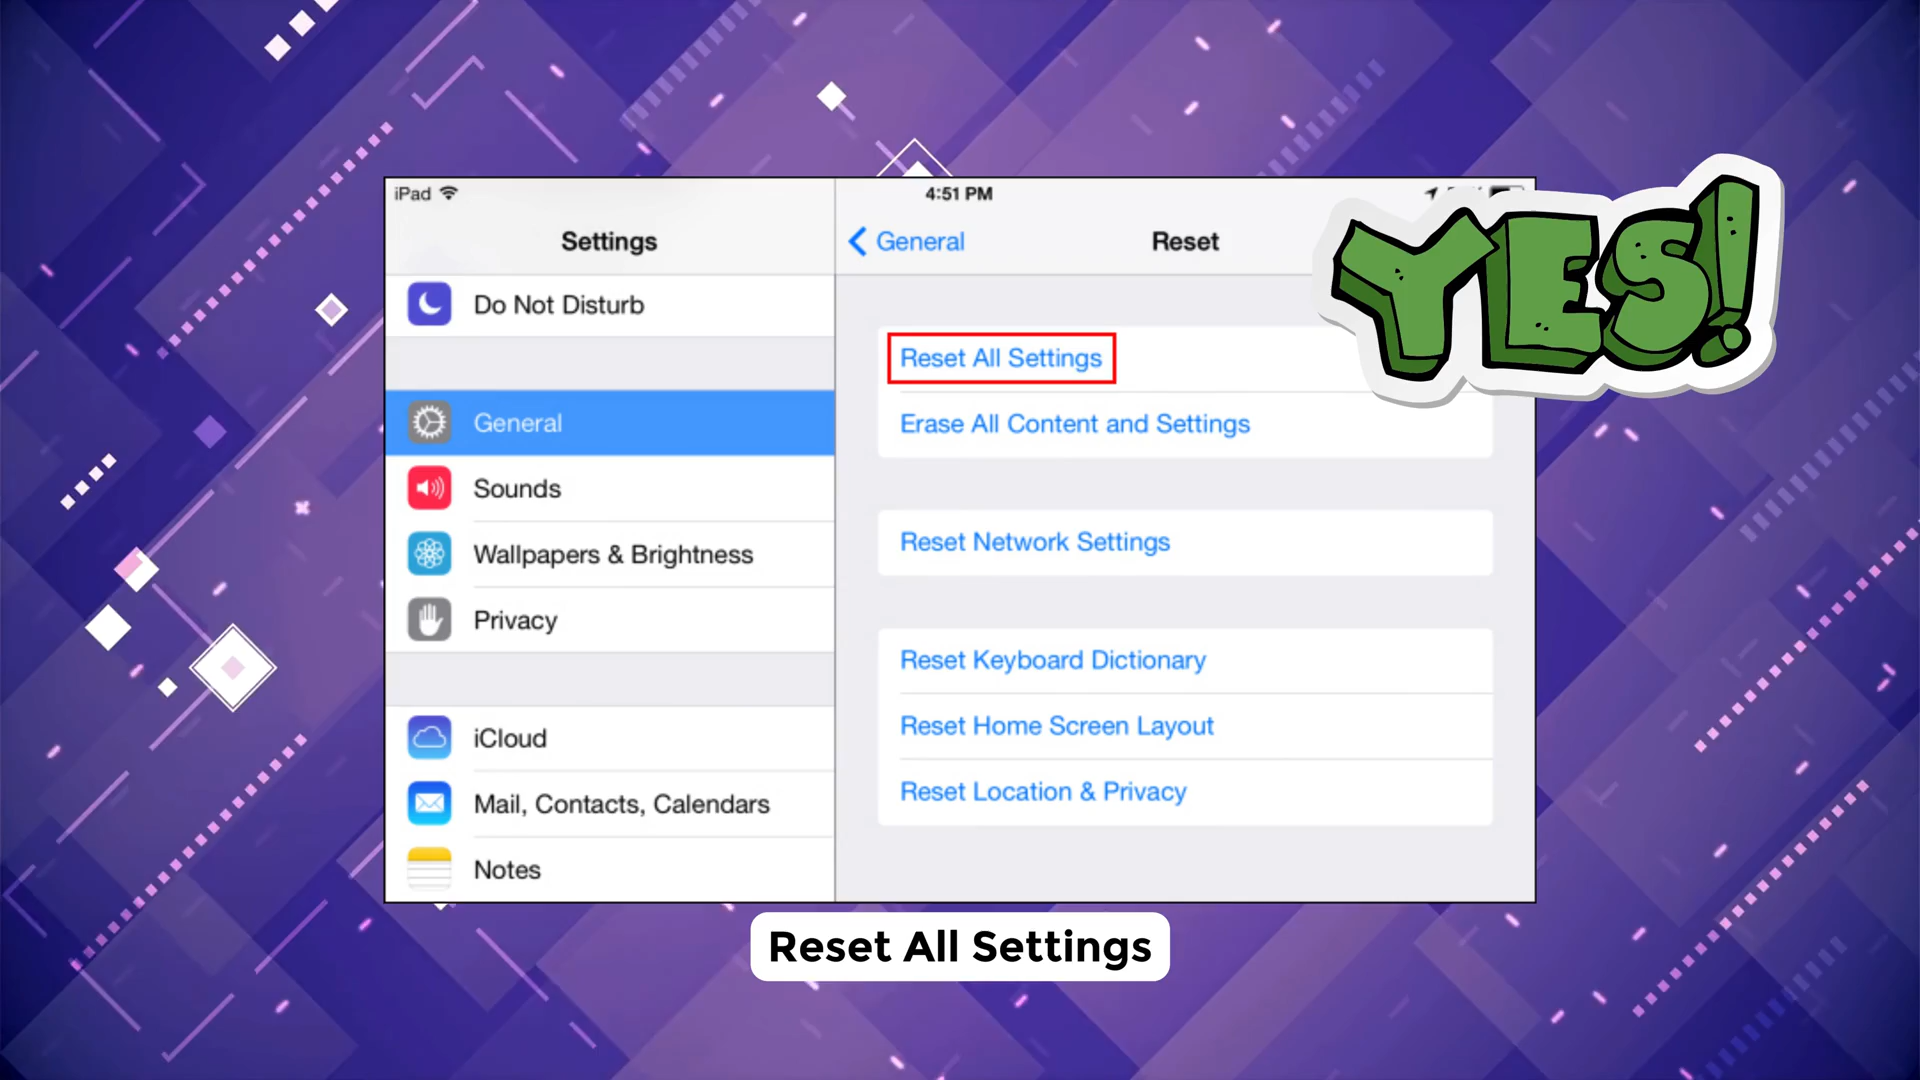 iPad
4:51 PM
Settings
General
Reset
YES!
Do Not Disturb
General
Sounds
Wallpapers & Brightness
Privacy
iCloud
Mail, Contacts, Calendars
Notes
Reset All Settings
Erase All Content and Settings
Reset Network Settings
Reset Keyboard Dictionary
Reset Home Screen Layout
Reset Location & Privacy
Reset All Settings